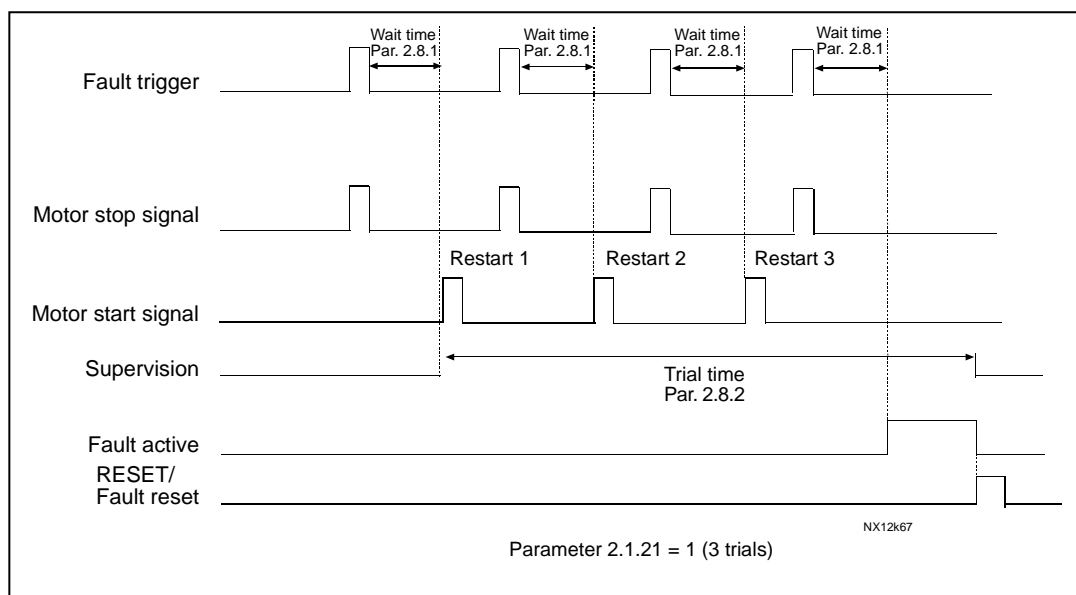 Wait time
Par. 2.8.1
Wait time
Par. 2.8.1
Wait time
Par. 2.8.1
Wait time
Par. 2.8.1
Fault trigger
Motor stop signal
Restart 1
Restart 2
Restart 3
Motor start signal
Supervision
Trial time
Par. 2.8.2
Fault active
RESET/
Fault reset
NX12k67
Parameter 2.1.21 = 1 (3 trials)